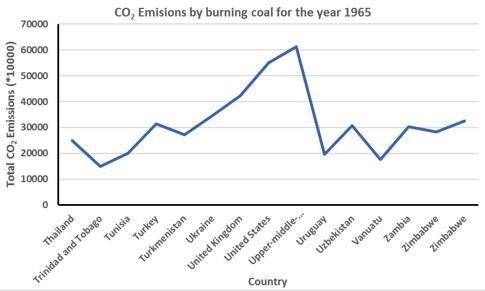 CO₂ Emisions by burning coal for the year 1965
Total CO₂ Emissions (*10000)
70000
60000
50000
40000
30000
20000
10000
0
Thailand
Trinidad and Tobago
Tunisia
Turkey
Turkmenistan
Ukraine
United Kingdom
United States
Upper-middle-...
Uruguay
Uzbekistan
Vanuatu
Zambia
Zimbabwe
Zimbabwe
Country